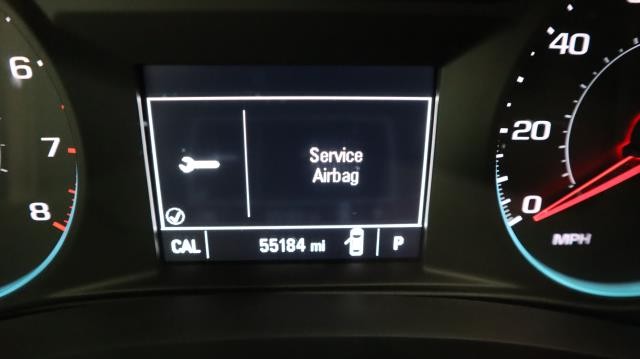 6
7
8
Service
Airbag
CAL
55184 mi
P
40
20
0
MPH